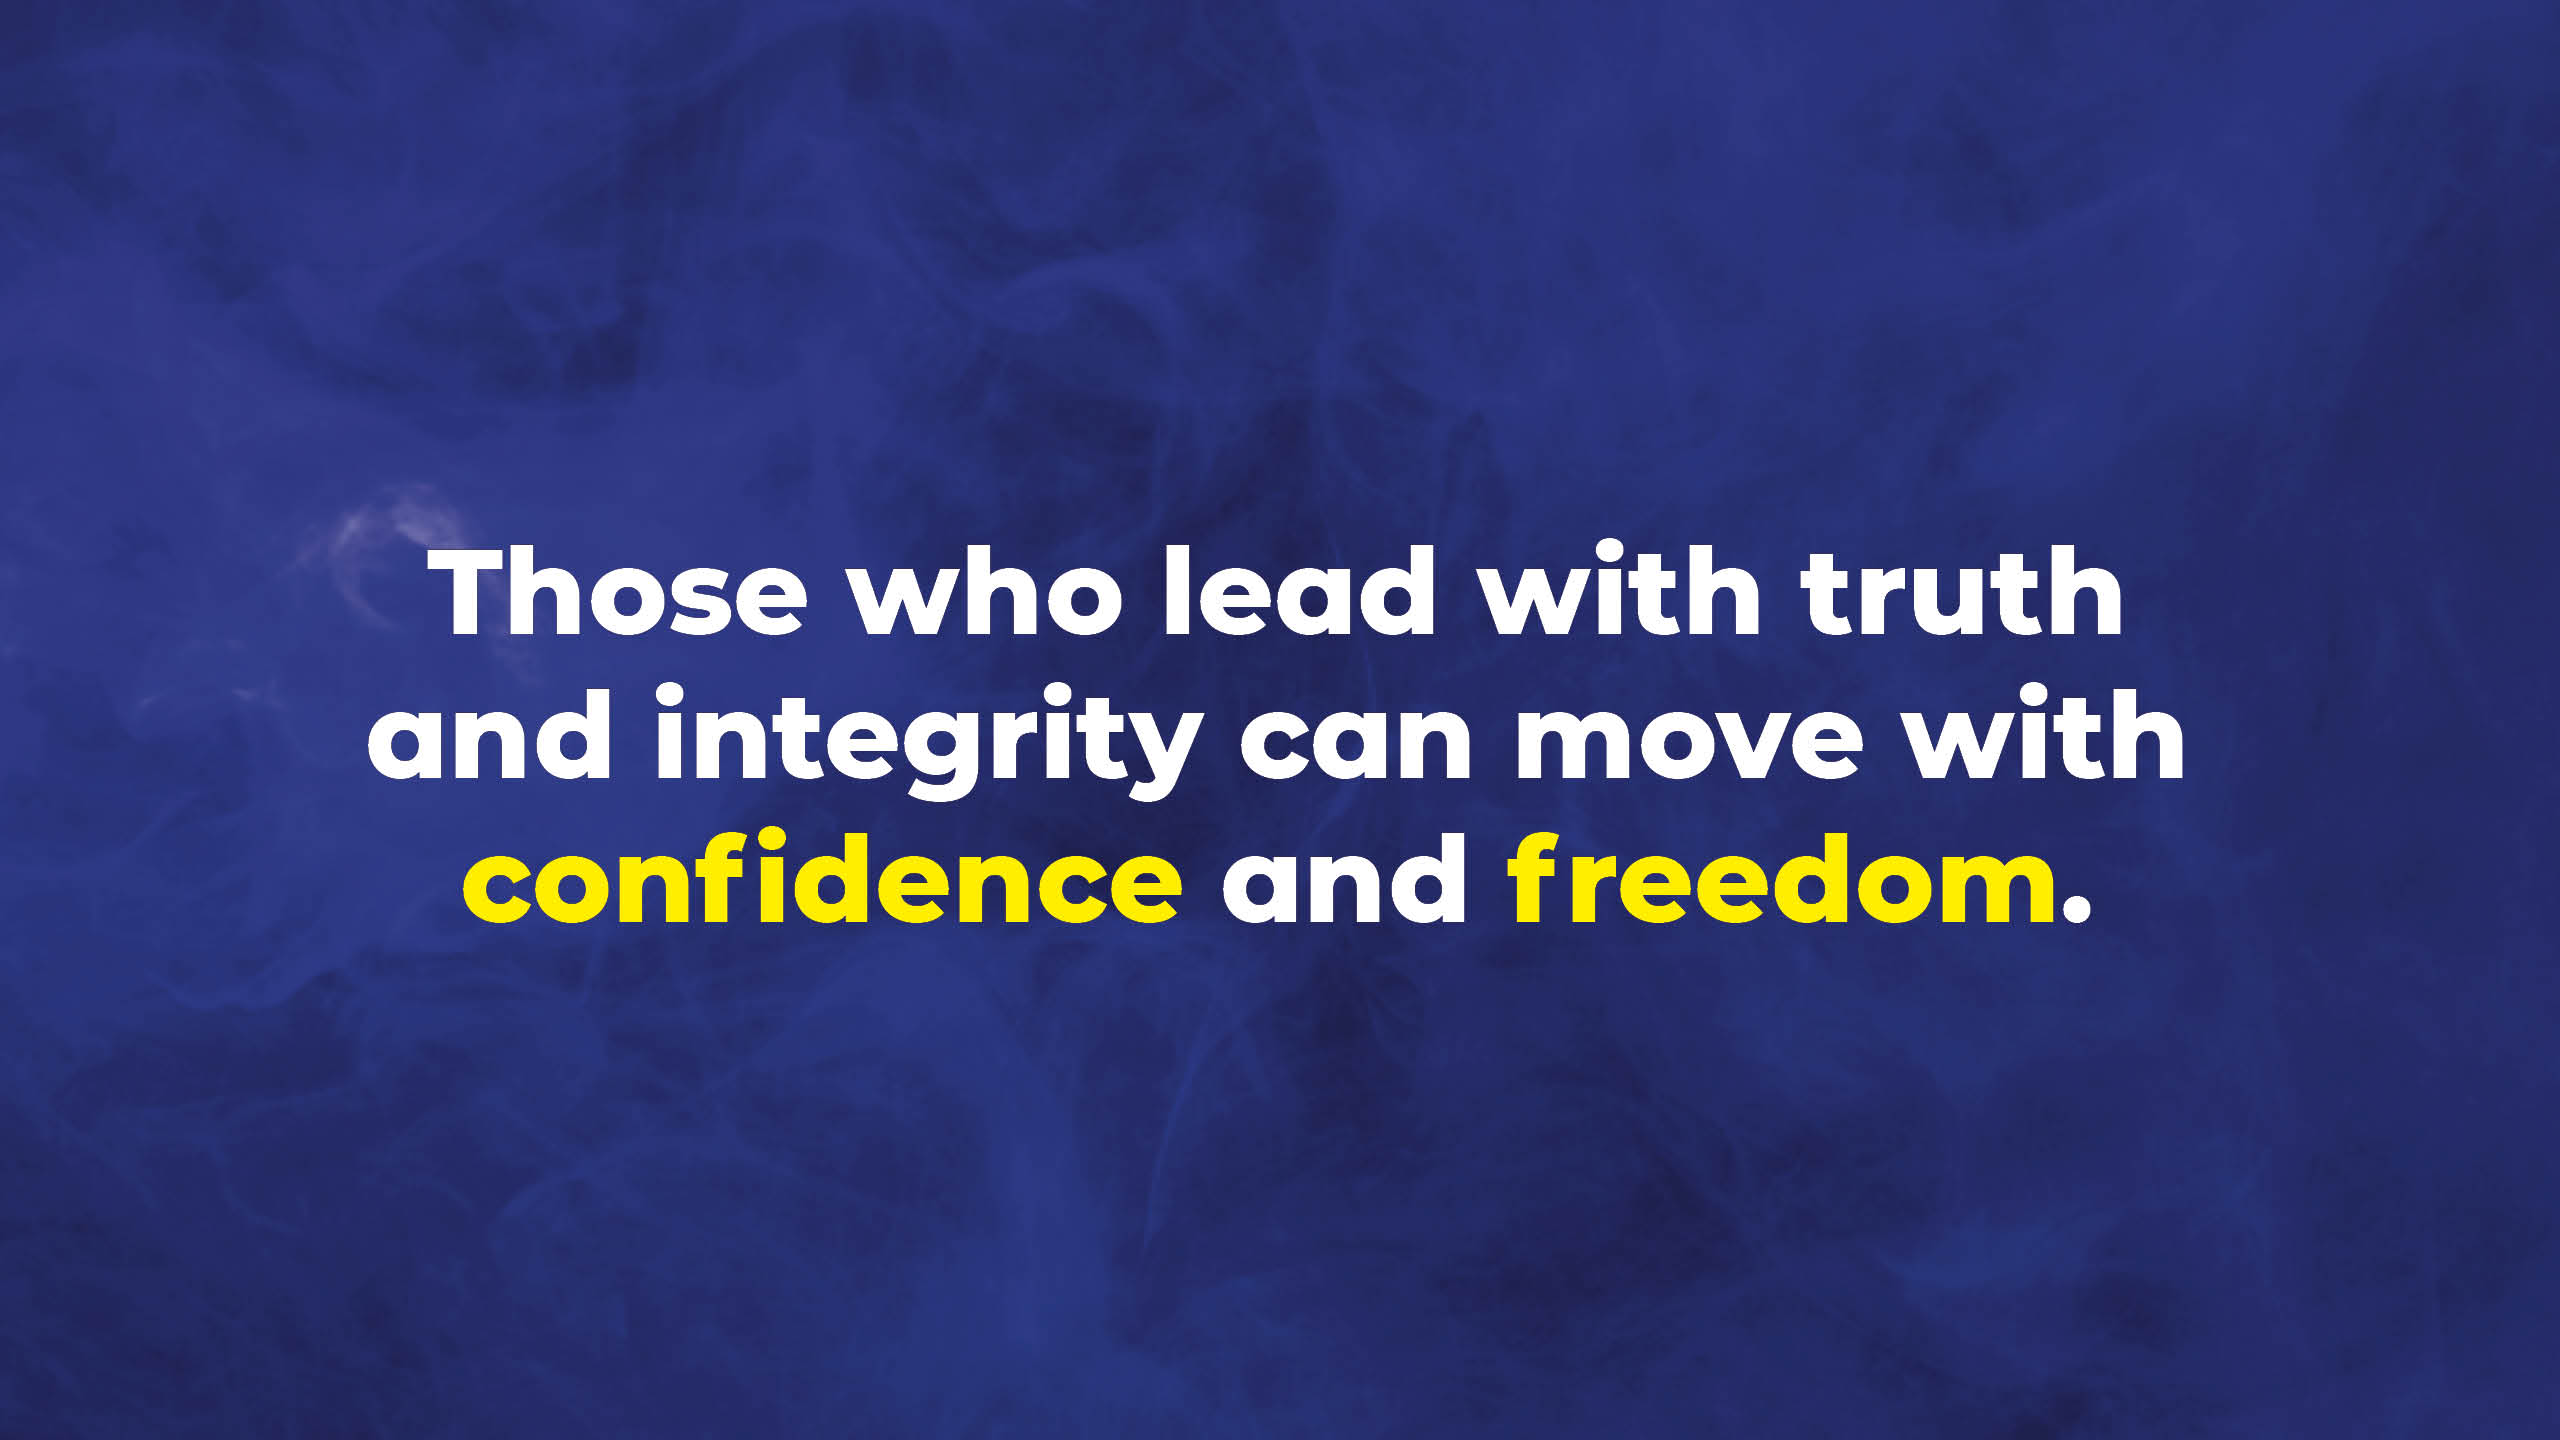 Those who lead with truth
and integrity can move with
confidence and freedom.